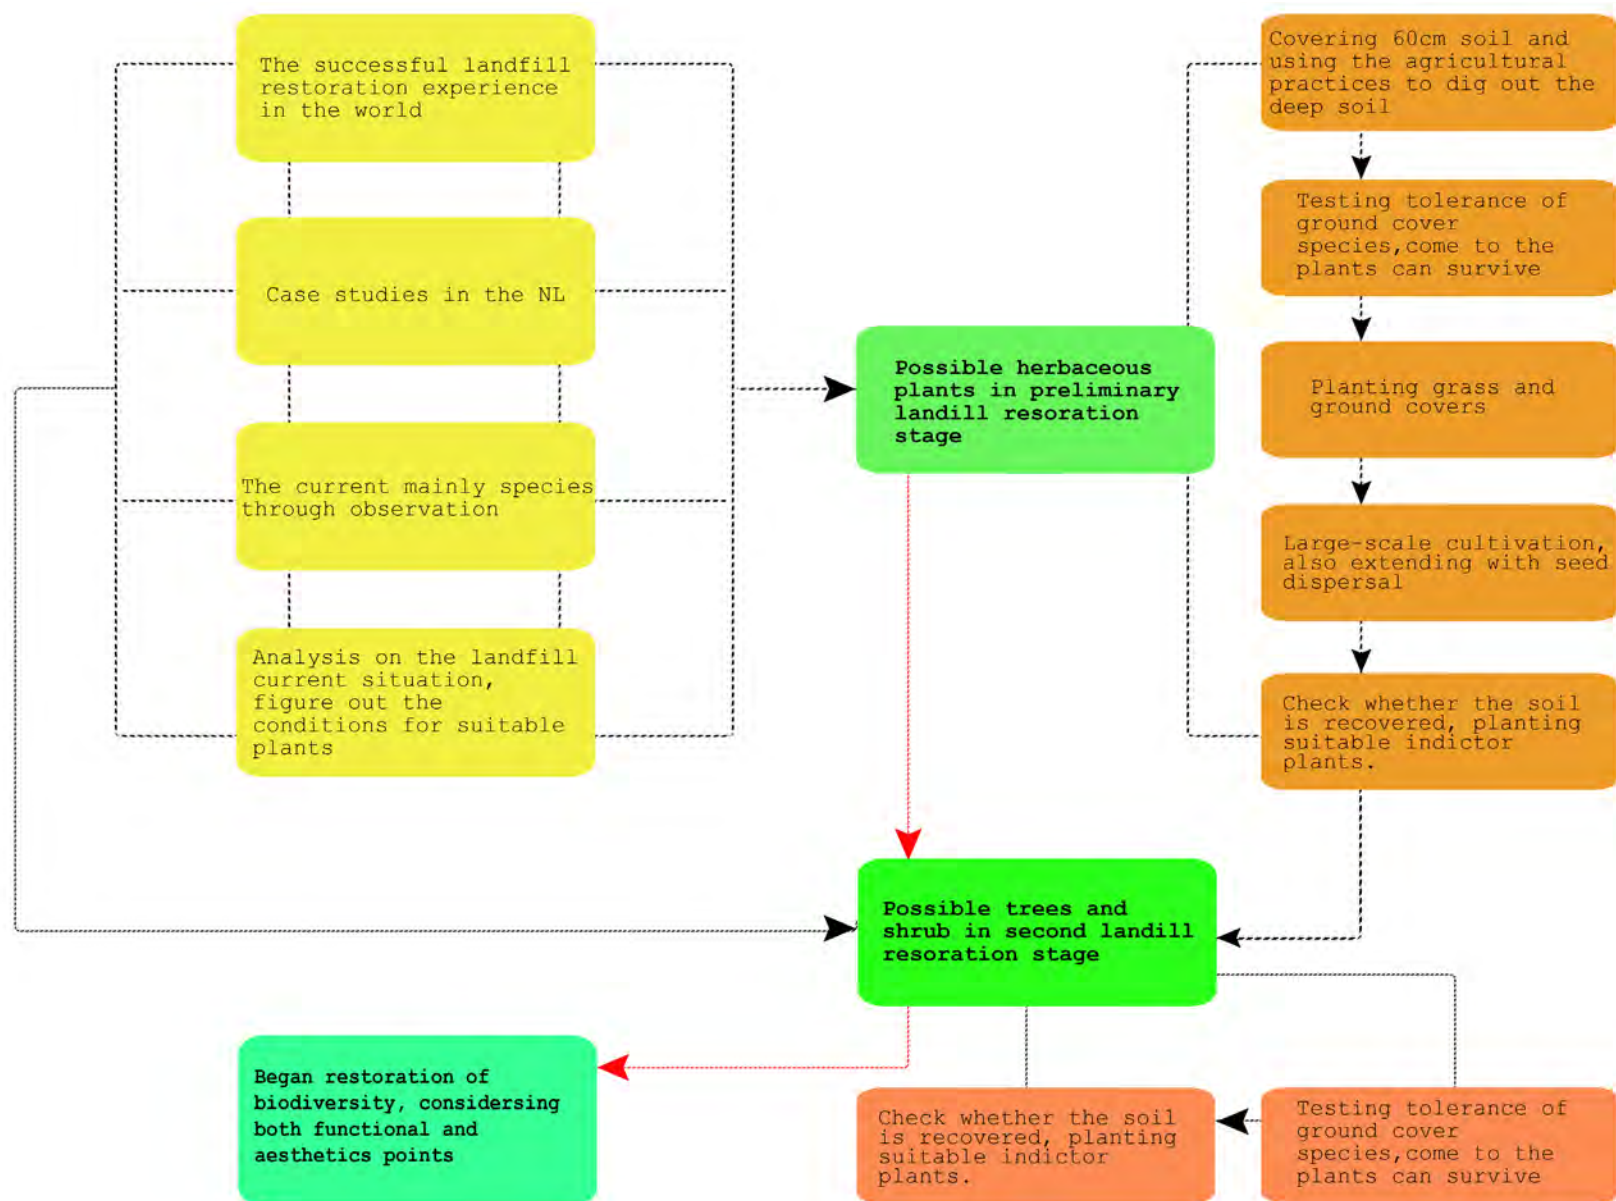 The successful landfill
restoration experience
in the world
Case studies in the NL
The current mainly species
through observation
Analysis on the landfill
current situation,
figure out the
conditions for suitable
plants
Possible herbaceous
plants in preliminary
landill resoration
stage
Covering 60cm soil and
using the agricultural
practices to dig out the
deep soil
Testing tolerance of
ground cover
species,come to the
plants can survive
Planting grass and
ground covers
Large-scale cultivation,
also extending with seed
dispersal
Check whether the soil
is recovered, planting
suitable indictor
plants.
Possible trees and
shrub in second landill
resoration stage
Began restoration of
biodiversity, considersing
both functional and
aesthetics points
Check whether the soil
is recovered, planting
suitable indictor
plants.
Testing tolerance of
ground cover
species,come to the
plants can survive